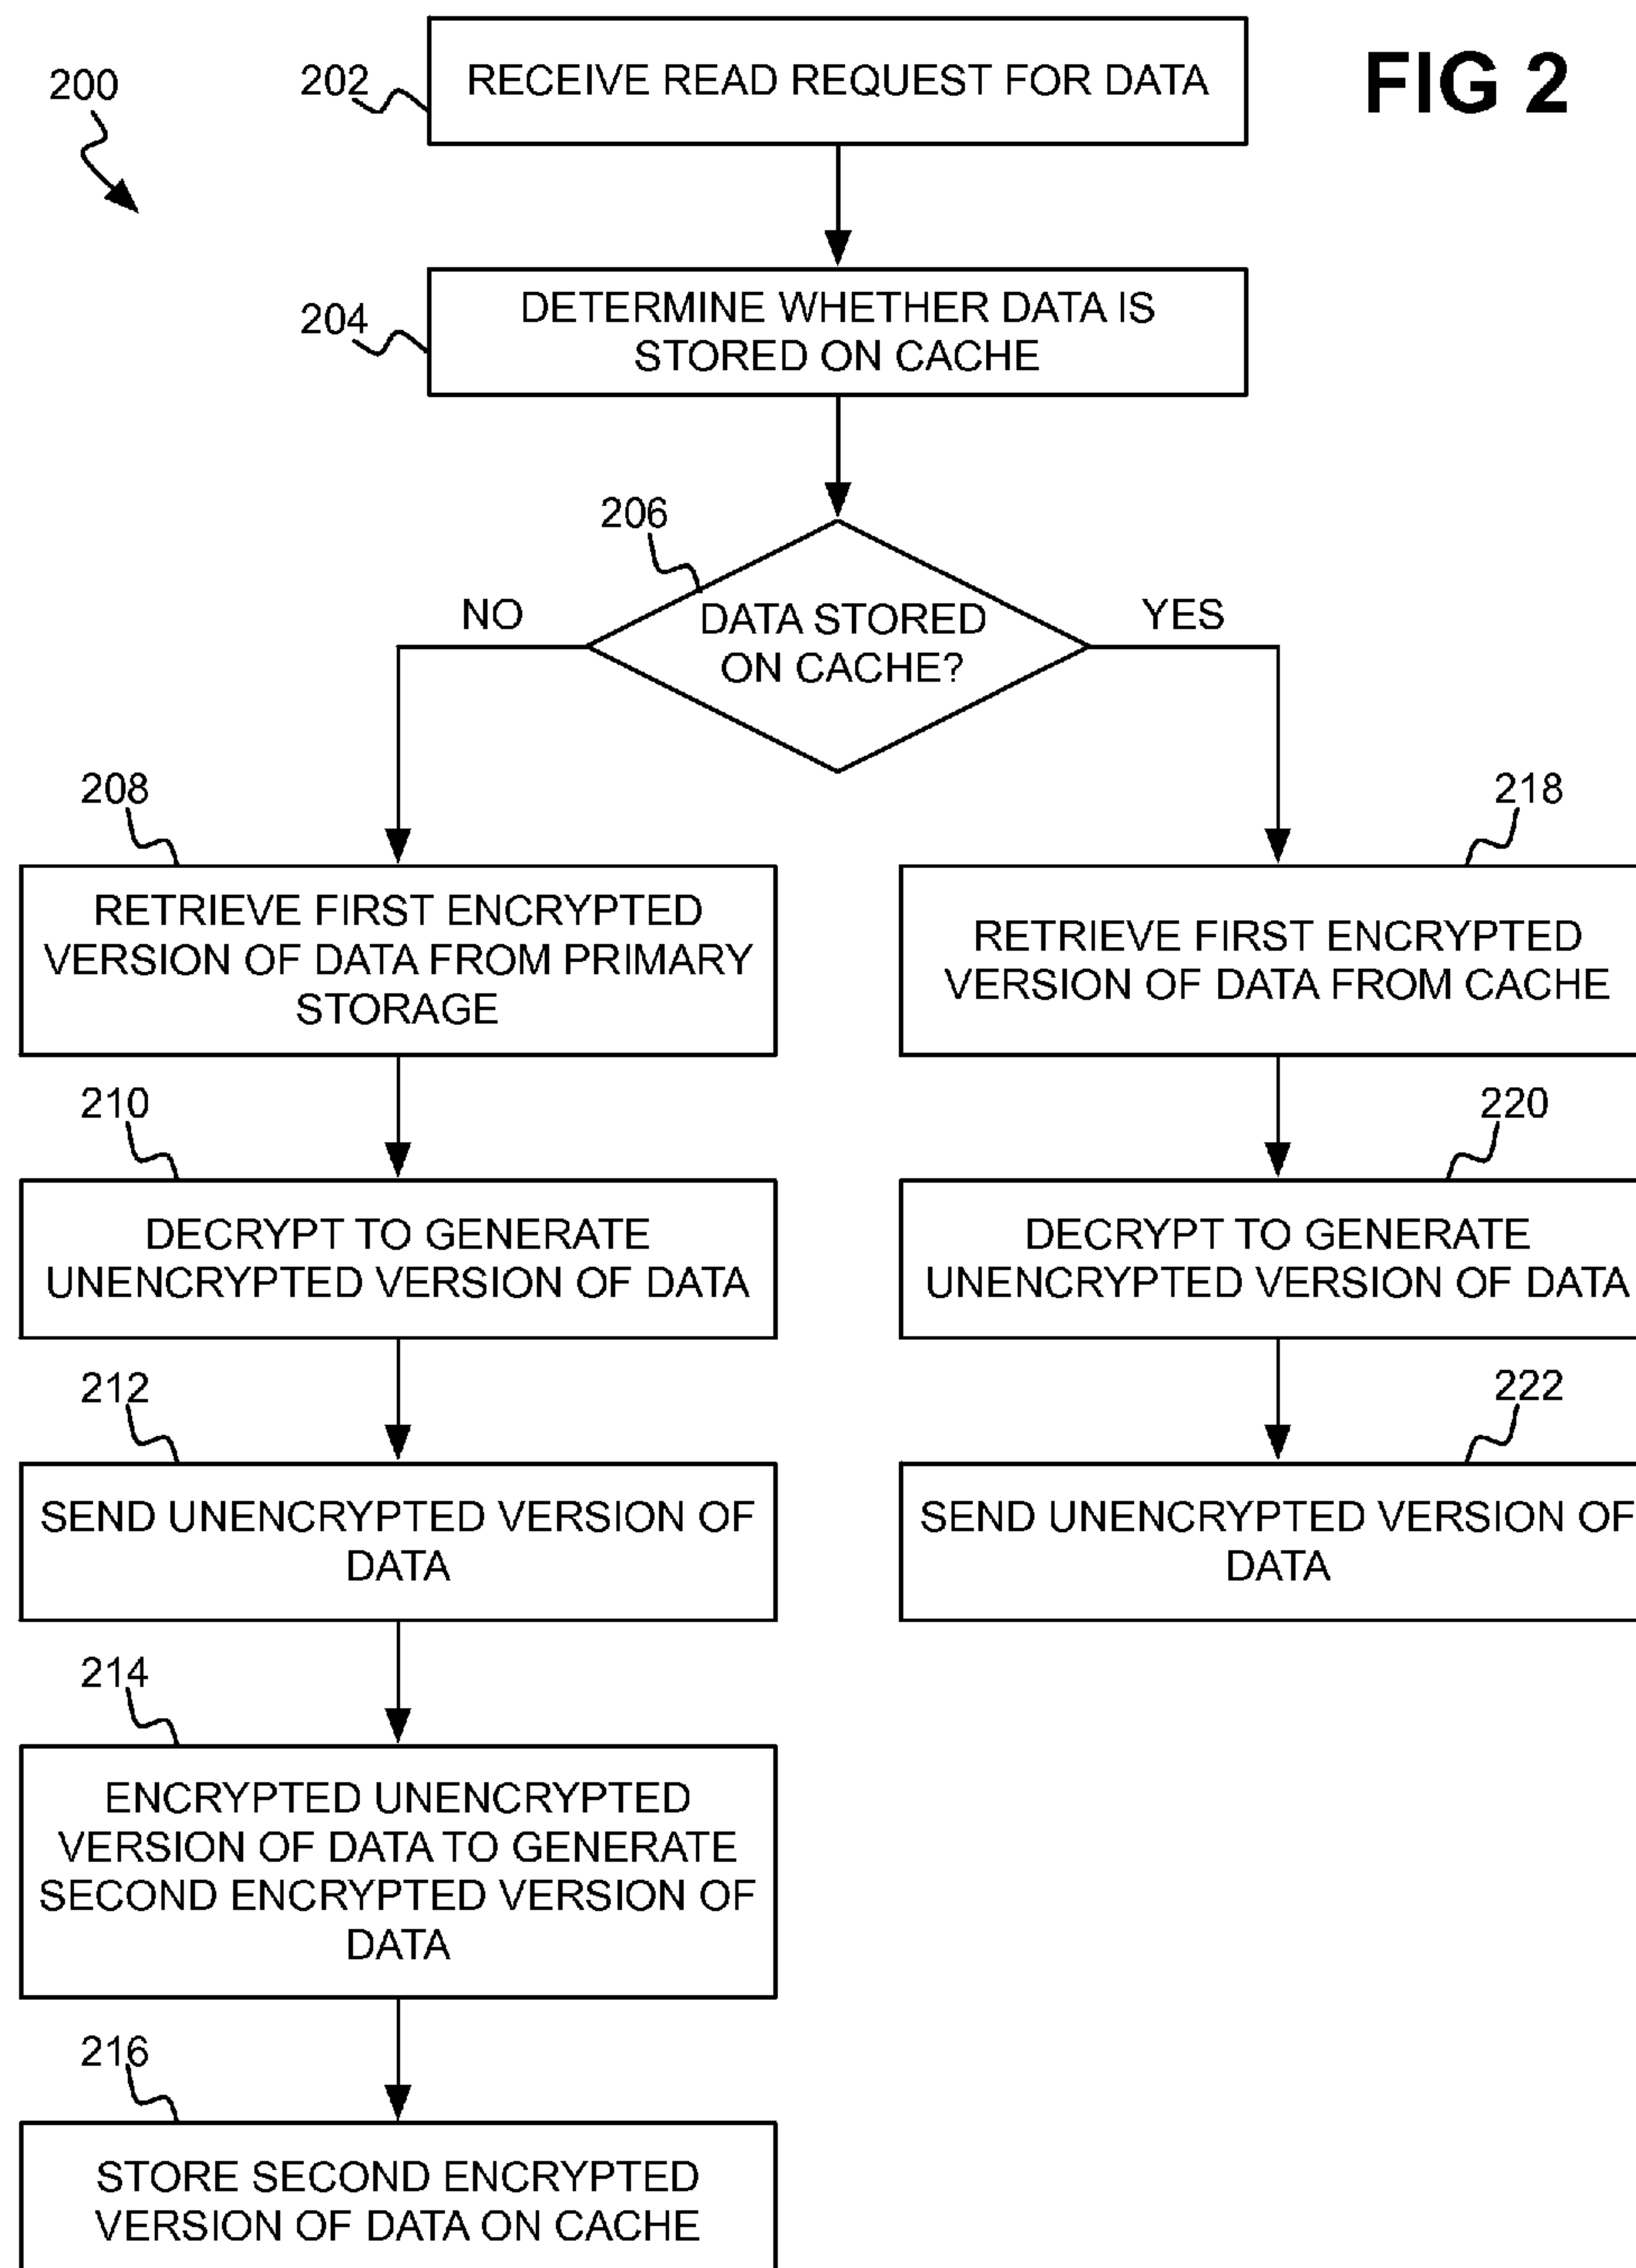 FIG 2
200
202
RECEIVE READ REQUEST FOR DATA
204
DETERMINE WHETHER DATA IS
STORED ON CACHE
206
DATA STORED
ON CACHE?
NO
YES
208
RETRIEVE FIRST ENCRYPTED
VERSION OF DATA FROM PRIMARY
STORAGE
210
DECRYPT TO GENERATE
UNENCRYPTED VERSION OF DATA
212
SEND UNENCRYPTED VERSION OF
DATA
214
ENCRYPTED UNENCRYPTED
VERSION OF DATA TO GENERATE
SECOND ENCRYPTED VERSION OF
DATA
216
STORE SECOND ENCRYPTED
VERSION OF DATA ON CACHE
218
RETRIEVE FIRST ENCRYPTED
VERSION OF DATA FROM CACHE
220
DECRYPT TO GENERATE
UNENCRYPTED VERSION OF DATA
222
SEND UNENCRYPTED VERSION OF
DATA